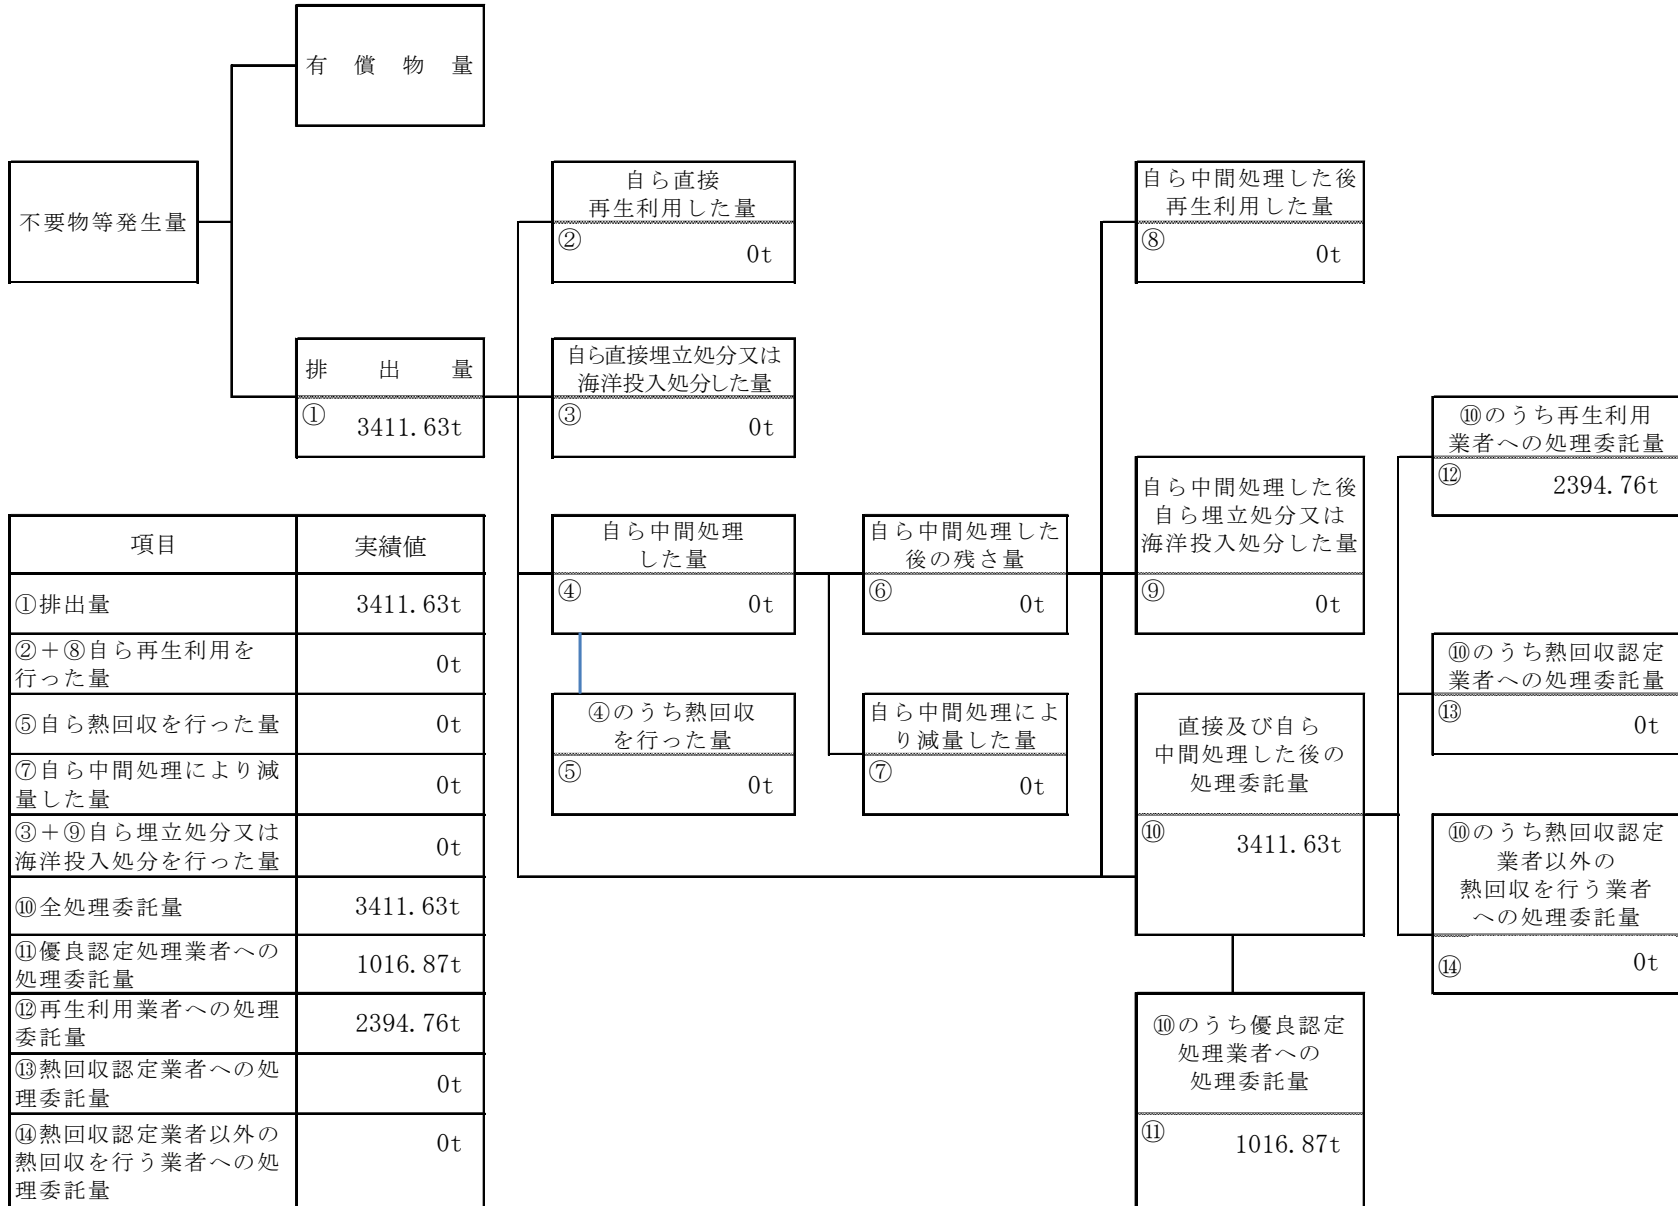 有償物量
不要物等発生量
自ら直接
再生利用した量
②
0t
自ら中間処理した後
再生利用した量
⑧
0t
排出量
①
3411.63t
自ら直接埋立処分又は
海洋投入処分した量
③
0t
⑩のうち再生利用
業者への処理委託量
⑫
2394.76t
自ら中間処理
した量
④
0t
自ら中間処理した
後の残さ量
⑥
0t
自ら中間処理した後
自ら埋立処分又は
海洋投入処分した量
⑨
0t
⑩のうち熱回収認定
業者への処理委託量
⑬
0t
④のうち熱回収
を行った量
⑤
0t
自ら中間処理によ
り減量した量
⑦
0t
直接及び自ら
中間処理した後の
処理委託量
⑩
3411.63t
⑩のうち熱回収認定
業者以外の
熱回収を行う業者
への処理委託量
⑭
0t
⑩のうち優良認定
処理業者への
処理委託量
⑪
1016.87t
項目
実績値
①排出量
3411.63t
②＋⑧自ら再生利用を
行った量
0t
⑤自ら熱回収を行った量
0t
⑦自ら中間処理により減
量した量
0t
③＋⑨自ら埋立処分又は
海洋投入処分を行った量
0t
⑩全処理委託量
3411.63t
⑪優良認定処理業者への
処理委託量
1016.87t
⑫再生利用業者への処理
委託量
2394.76t
⑬熱回収認定業者への処
理委託量
0t
⑭熱回収認定業者以外の
熱回収を行う業者への処
理委託量
0t